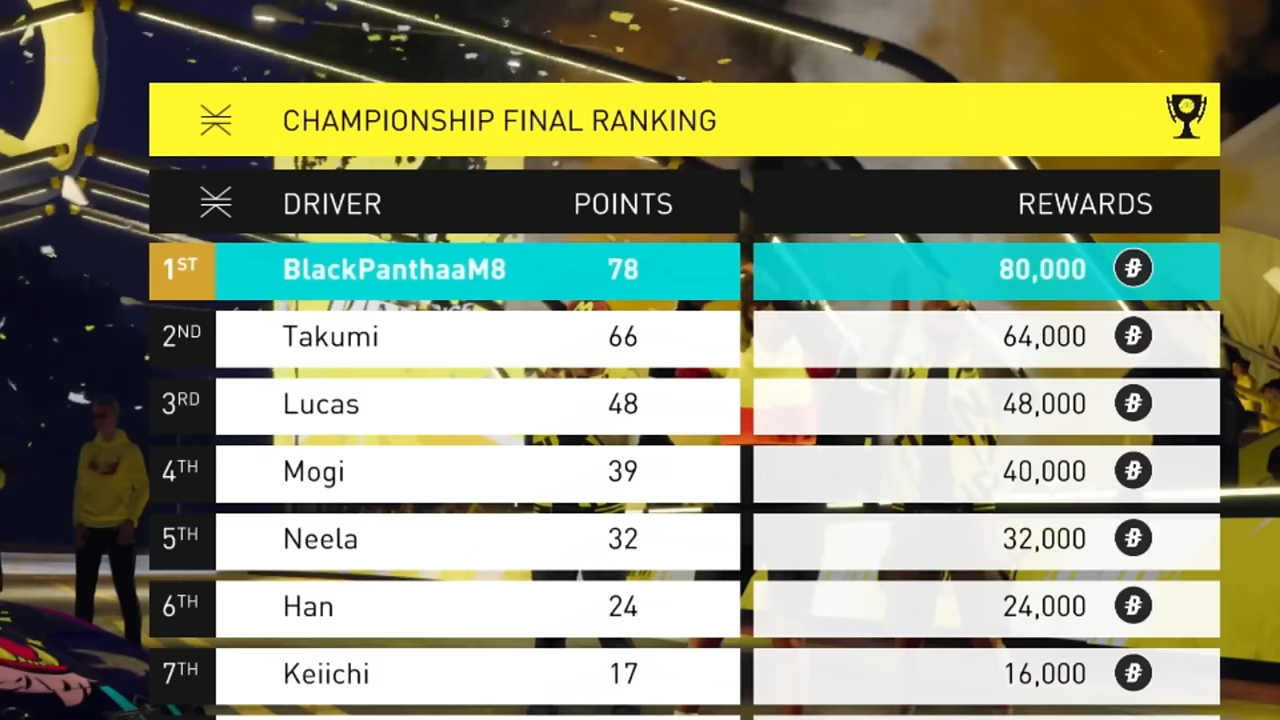 CHAMPIONSHIP FINAL RANKING
DRIVER POINTS REWARDS
1ST BlackPanthaaM8 78 80,000
2ND Takumi 66 64,000
3RD Lucas 48 48,000
4TH Mogi 39 40,000
5TH Neela 32 32,000
6TH Han 24 24,000
7TH Keiichi 17 16,000